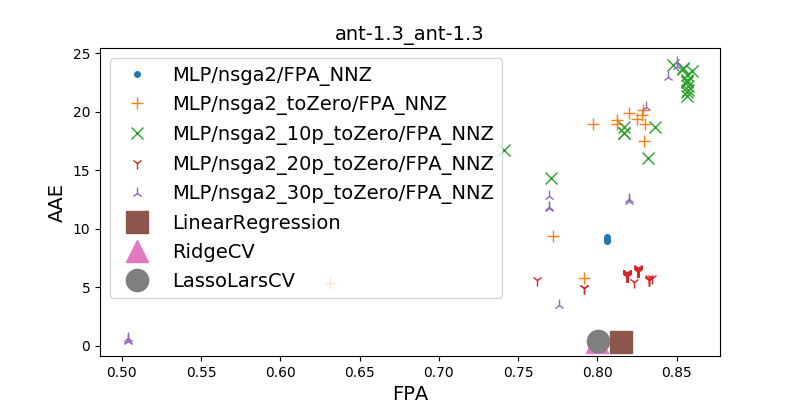 ant-1.3_ant-1.3
25
20
15
10
5
0
AAE
MLP/nsga2/FPA_NNZ
MLP/nsga2_toZero/FPA_NNZ
MLP/nsga2_10p_toZero/FPA_NNZ
MLP/nsga2_20p_toZero/FPA_NNZ
MLP/nsga2_30p_toZero/FPA_NNZ
LinearRegression
RidgeCV
LassoLarsCV
0.50 0.55 0.60 0.65 0.70 0.75 0.80 0.85
FPA